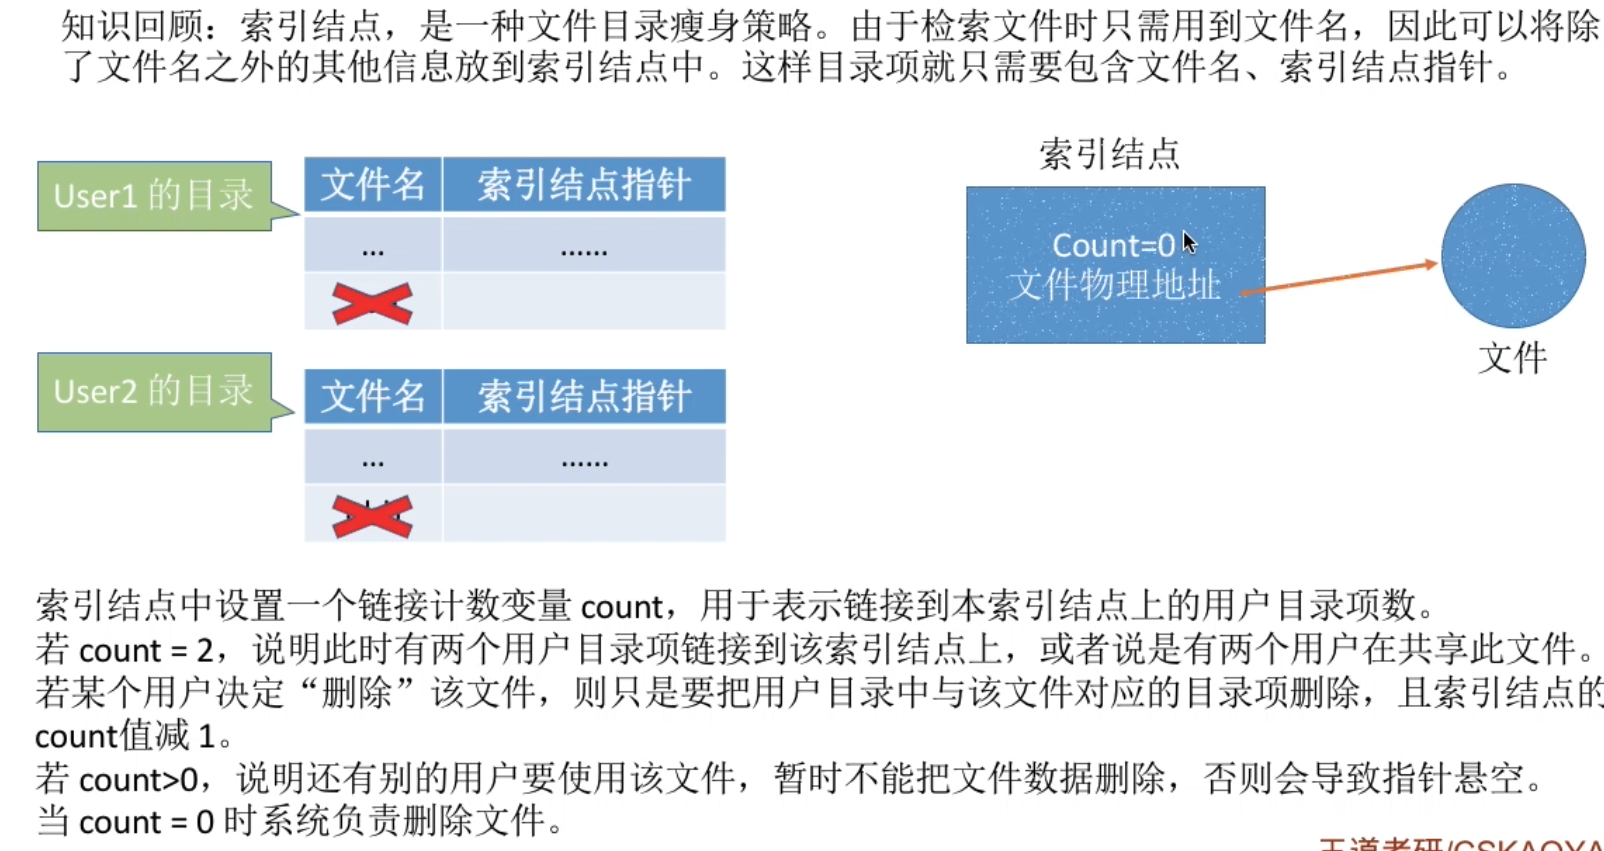 知识回顾：索引结点，是一种文件目录瘦身策略。由于检索文件时只需用到文件名，因此可以将除
了文件名之外的其他信息放到索引结点中。这样目录项就只需要包含文件名、索引结点指针。
User1 的目录
文件名 索引结点指针
... ......
User2 的目录
文件名 索引结点指针
... ......
索引结点
Count=0
文件物理地址
文件
索引结点中设置一个链接计数变量 count，用于表示链接到本索引结点上的用户目录项数。
若 count = 2，说明此时有两个用户目录项链接到该索引结点上，或者说是有两个用户在共享此文件。
若某个用户决定“删除”该文件，则只是要把用户目录中与该文件对应的目录项删除，且索引结点的
count值减 1。
若 count>0，说明还有别的用户要使用该文件，暂时不能把文件数据删除，否则会导致指针悬空。
当 count = 0 时系统负责删除文件。
王道考研/CSKAOYA